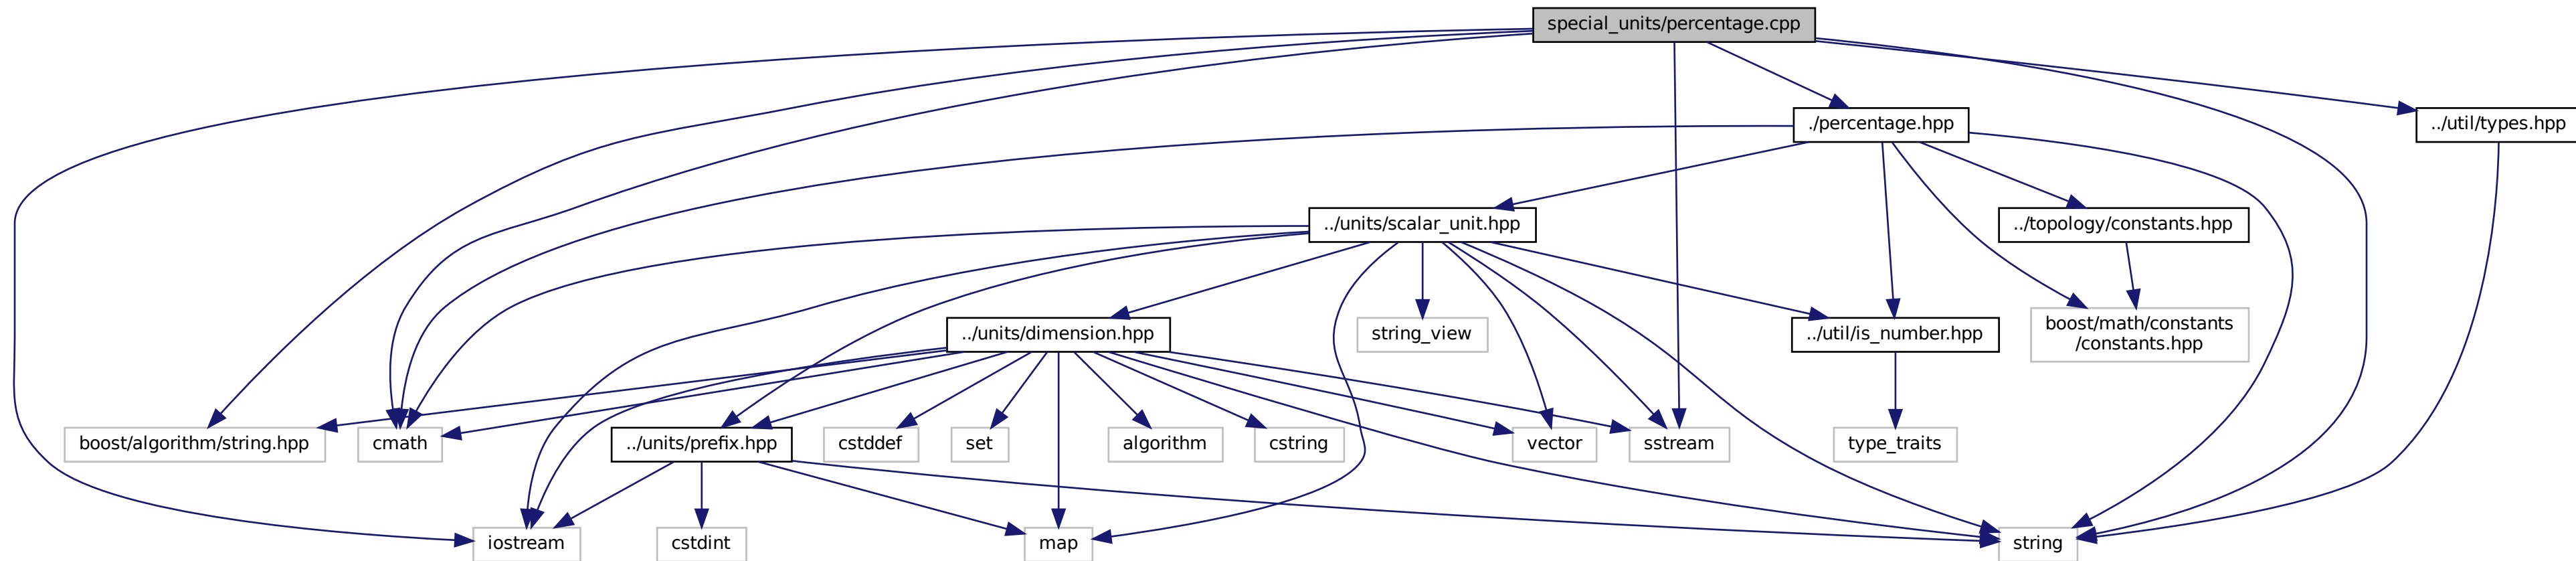 special_units/percentage.cpp
./percentage.hpp
../util/types.hpp
../units/scalar_unit.hpp
../topology/constants.hpp
../units/dimension.hpp
string_view
../util/is_number.hpp
boost/math/constants
/constants.hpp
boost/algorithm/string.hpp
cmath
../units/prefix.hpp
cstddef
set
algorithm
cstring
vector
sstream
type_traits
iostream
cstdint
map
string